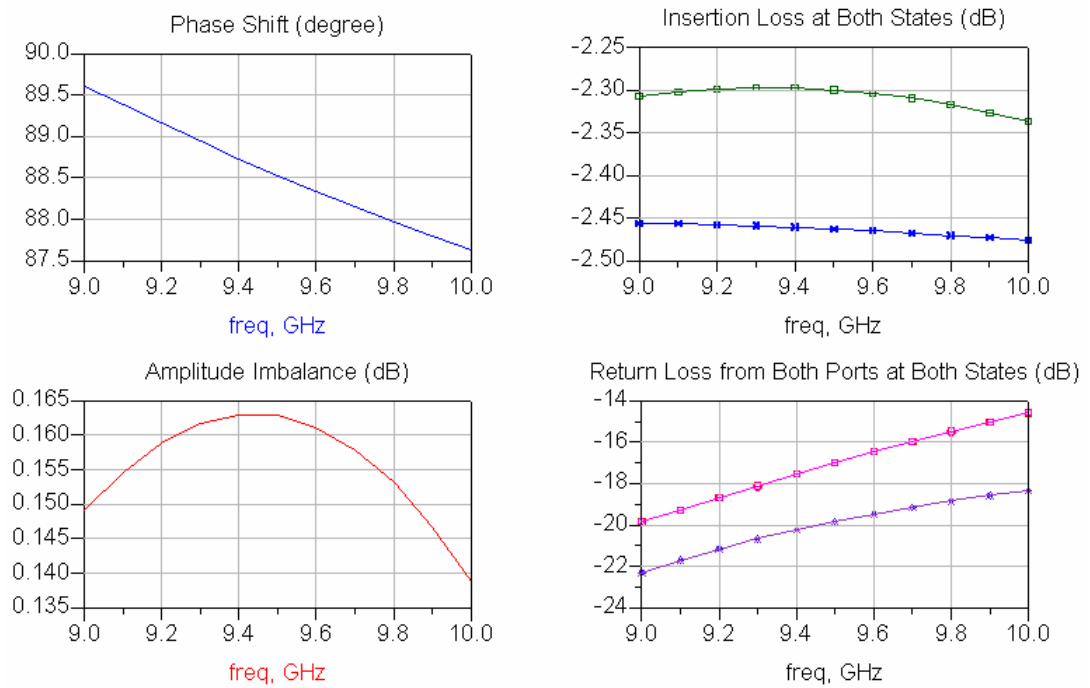 Phase Shift (degree)
90.0
89.5
89.0
88.5
88.0
87.5
9.0 9.2 9.4 9.6 9.8 10.0
freq, GHz
Insertion Loss at Both States (dB)
-2.25
-2.30
-2.35
-2.40
-2.45
-2.50
9.0 9.2 9.4 9.6 9.8 10.0
freq, GHz
Amplitude Imbalance (dB)
0.165
0.160
0.155
0.150
0.145
0.140
0.135
9.0 9.2 9.4 9.6 9.8 10.0
freq, GHz
Return Loss from Both Ports at Both States (dB)
-14
-16
-18
-20
-22
-24
9.0 9.2 9.4 9.6 9.8 10.0
freq, GHz